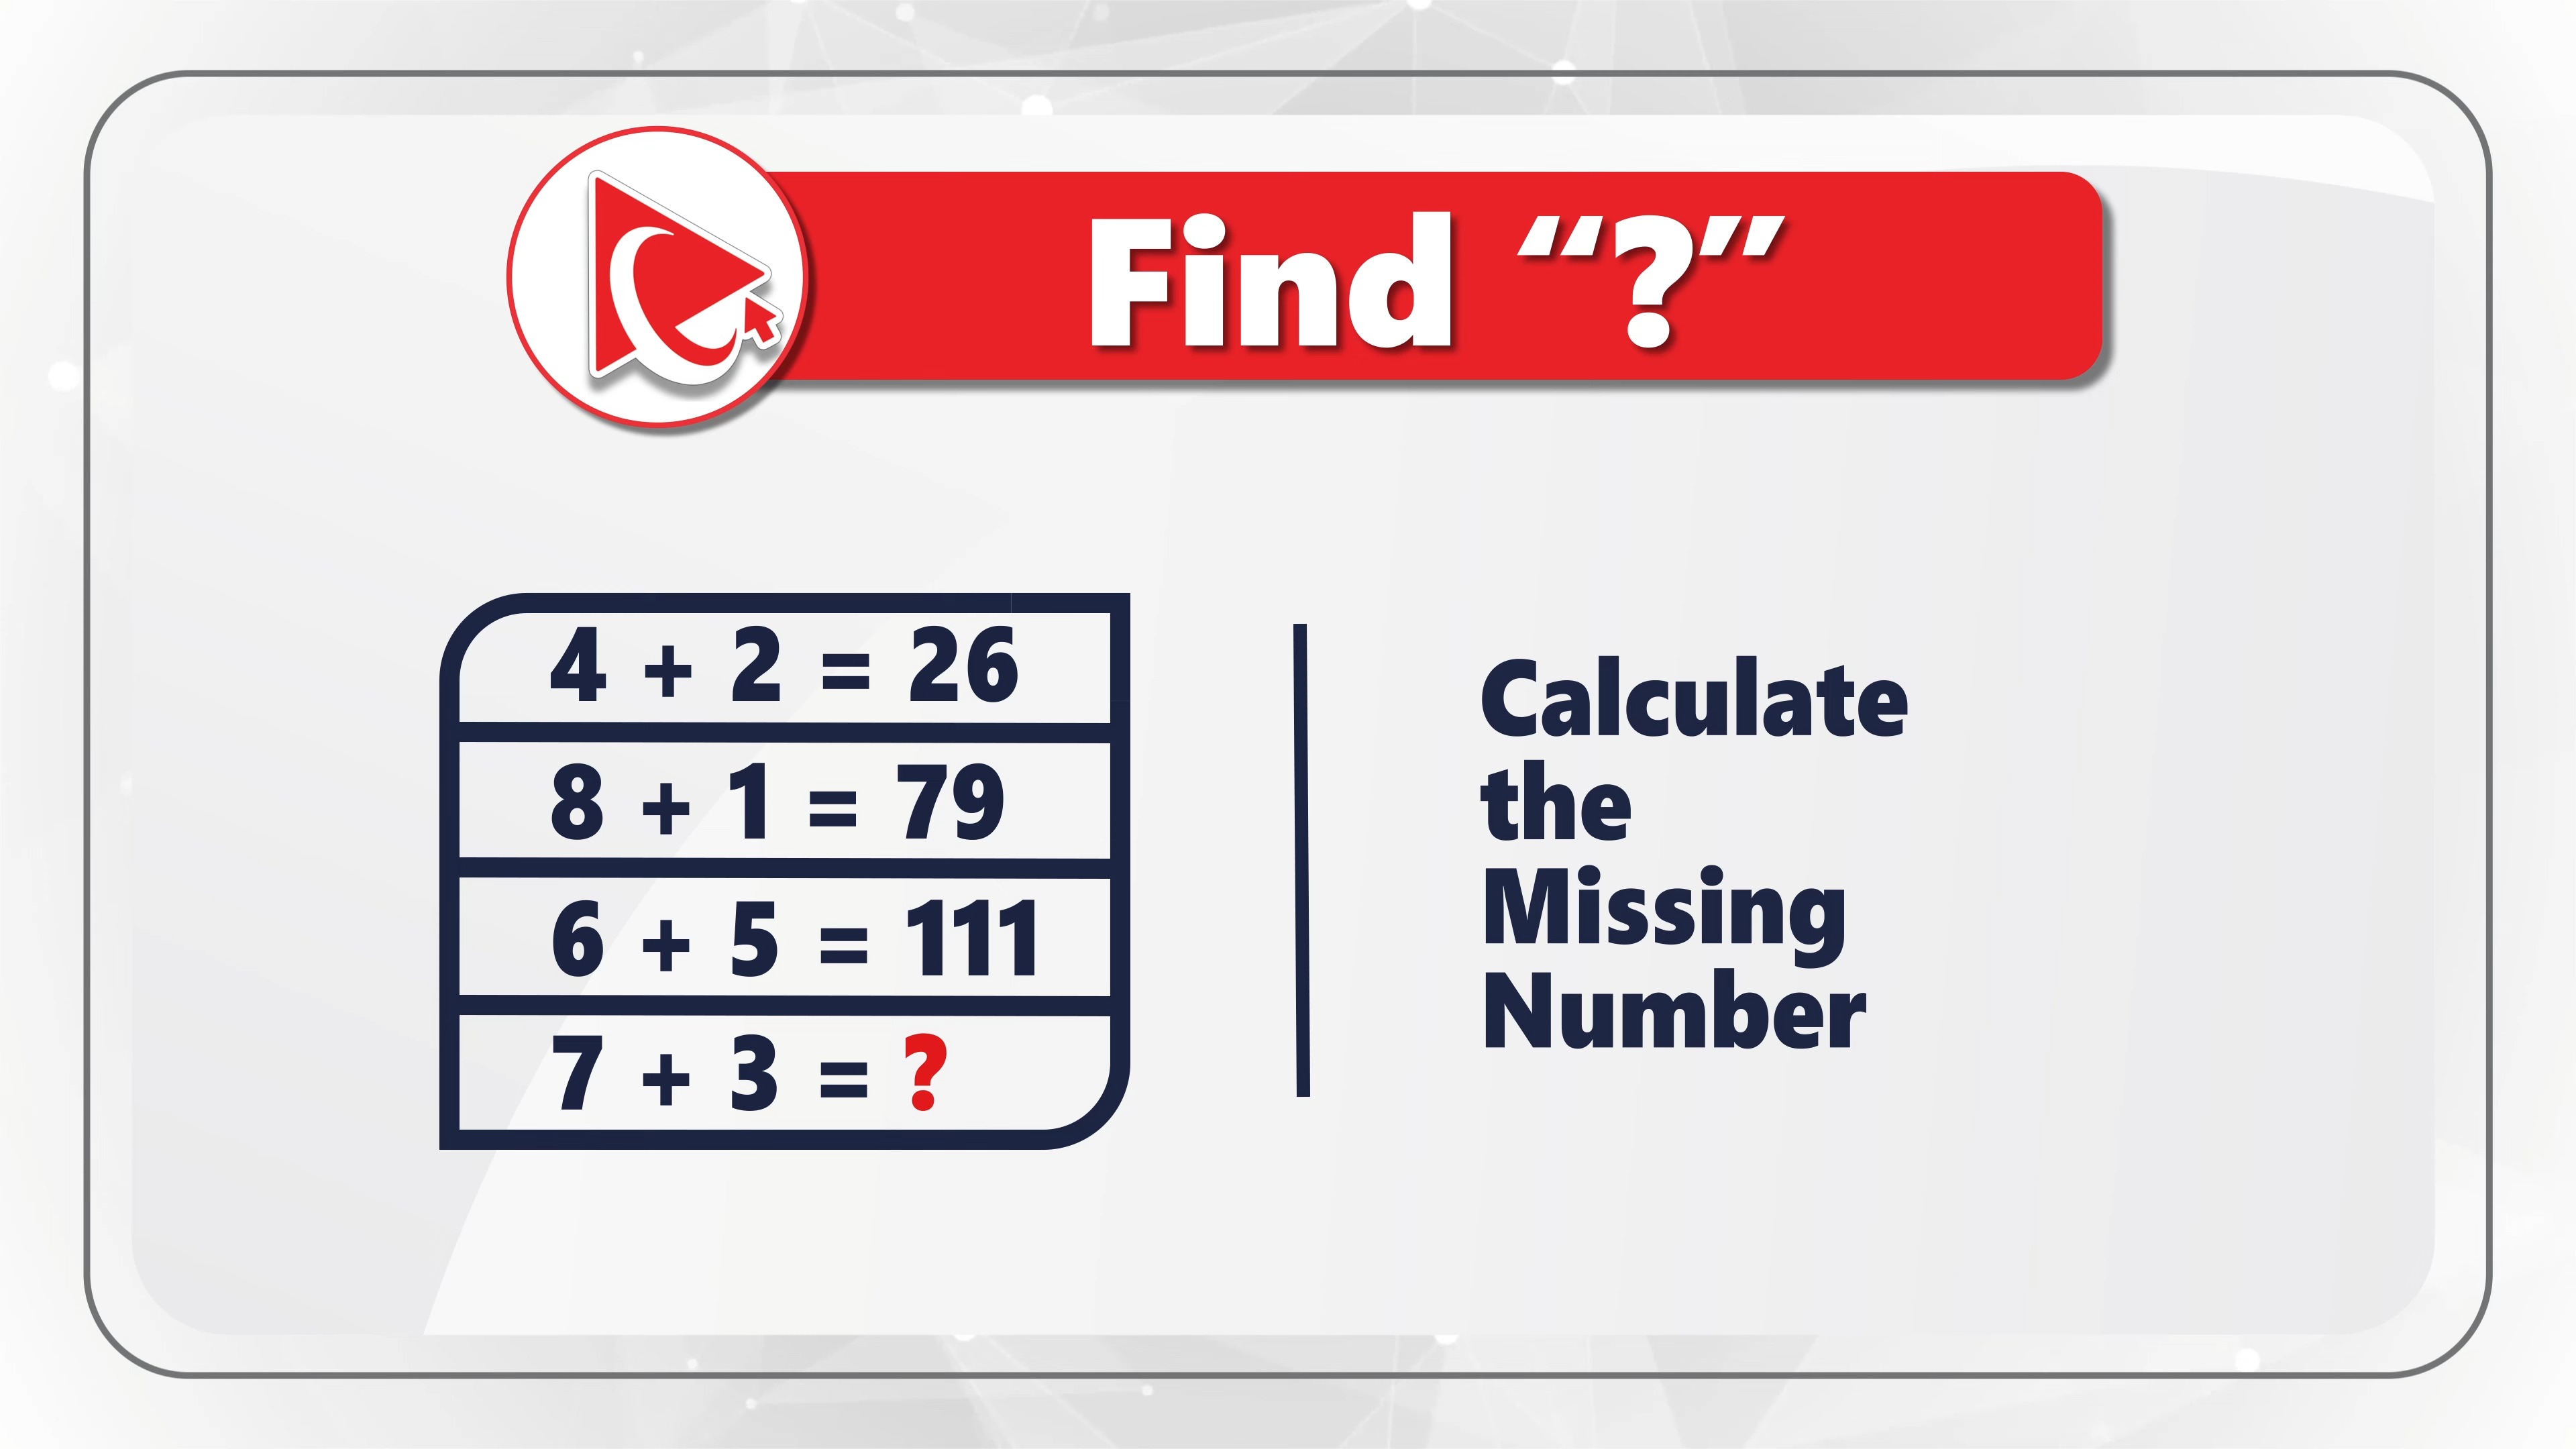 Find “?”
4 + 2 = 26
8 + 1 = 79
6 + 5 = 111
7 + 3 = ?
Calculate
the
Missing
Number